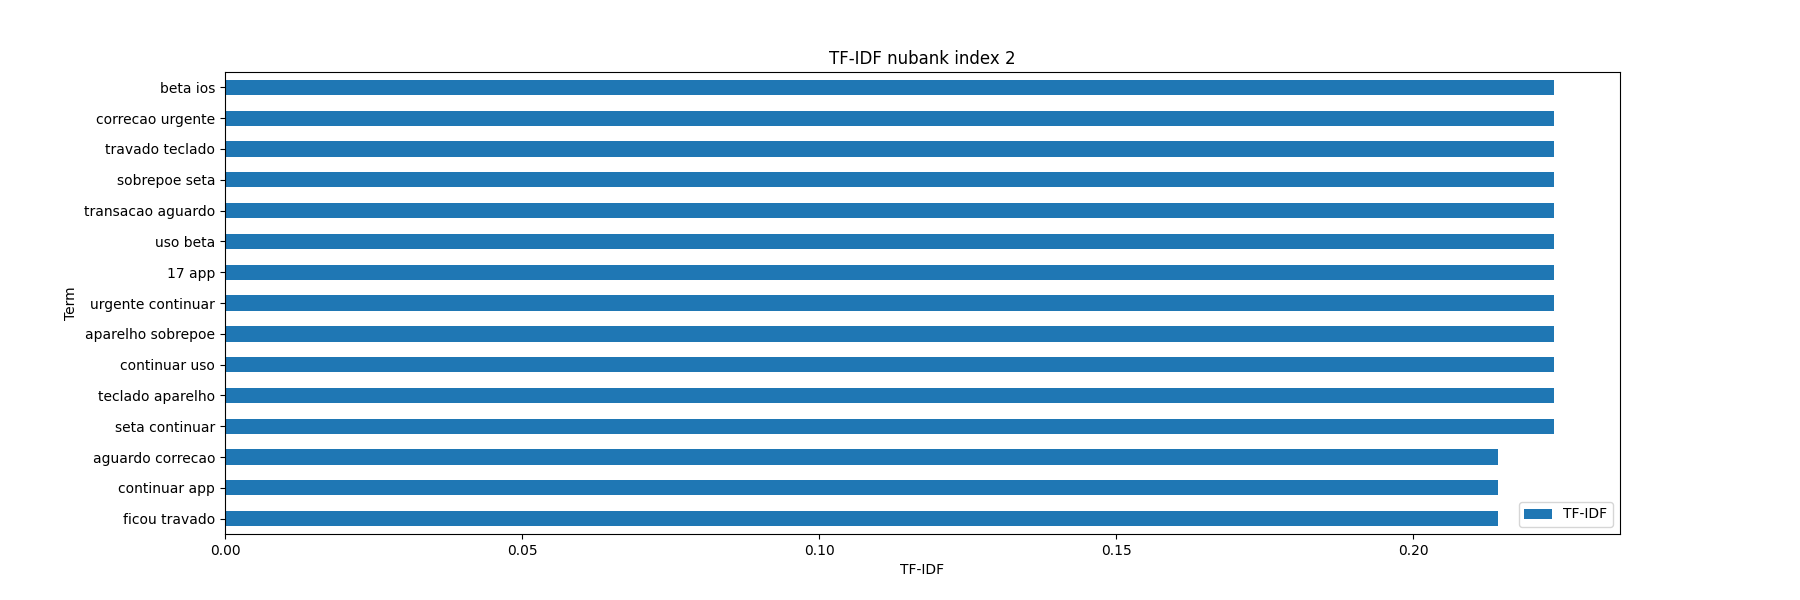 TF-IDF nubank index 2
beta ios
correcao urgente
travado teclado
sobrepoe seta
transacao aguardo
uso beta
17 app
urgente continuar
aparelho sobrepoe
continuar uso
teclado aparelho
seta continuar
aguardo correcao
continuar app
ficou travado
Term
TF-IDF
0.00 0.05 0.10 0.15 0.20
TF-IDF